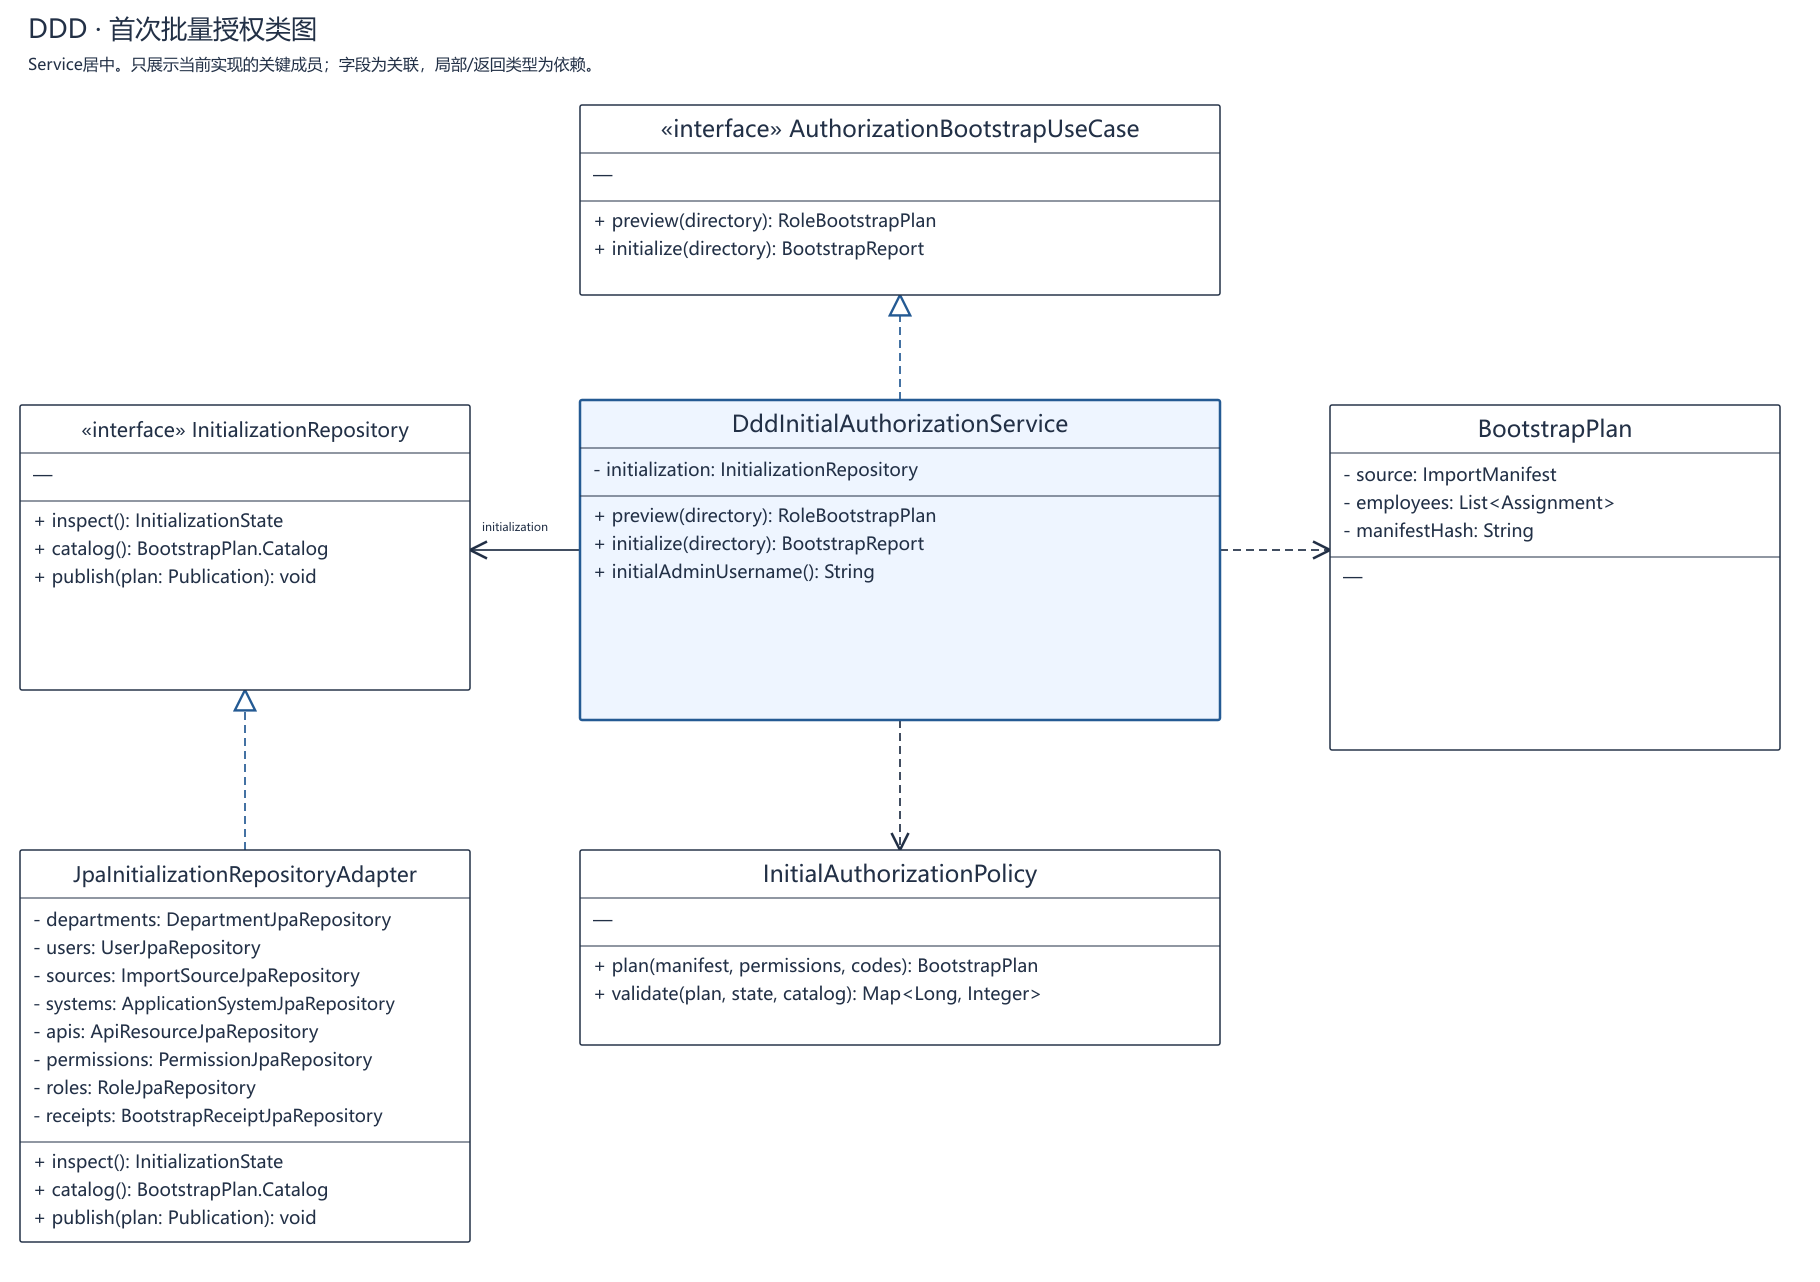 DDD · 首次批量授权类图
Service居中。只展示当前实现的关键成员；字段为关联，局部/返回类型为依赖。
«interface» AuthorizationBootstrapUseCase
—
+ preview(directory): RoleBootstrapPlan
+ initialize(directory): BootstrapReport
«interface» InitializationRepository
—
+ inspect(): InitializationState
+ catalog(): BootstrapPlan.Catalog
+ publish(plan: Publication): void
initialization
DddInitialAuthorizationService
- initialization: InitializationRepository
+ preview(directory): RoleBootstrapPlan
+ initialize(directory): BootstrapReport
+ initialAdminUsername(): String
BootstrapPlan
- source: ImportManifest
- employees: List<Assignment>
- manifestHash: String
—
JpaInitializationRepositoryAdapter
- departments: DepartmentJpaRepository
- users: UserJpaRepository
- sources: ImportSourceJpaRepository
- systems: ApplicationSystemJpaRepository
- apis: ApiResourceJpaRepository
- permissions: PermissionJpaRepository
- roles: RoleJpaRepository
- receipts: BootstrapReceiptJpaRepository
+ inspect(): InitializationState
+ catalog(): BootstrapPlan.Catalog
+ publish(plan: Publication): void
InitialAuthorizationPolicy
—
+ plan(manifest, permissions, codes): BootstrapPlan
+ validate(plan, state, catalog): Map<Long, Integer>